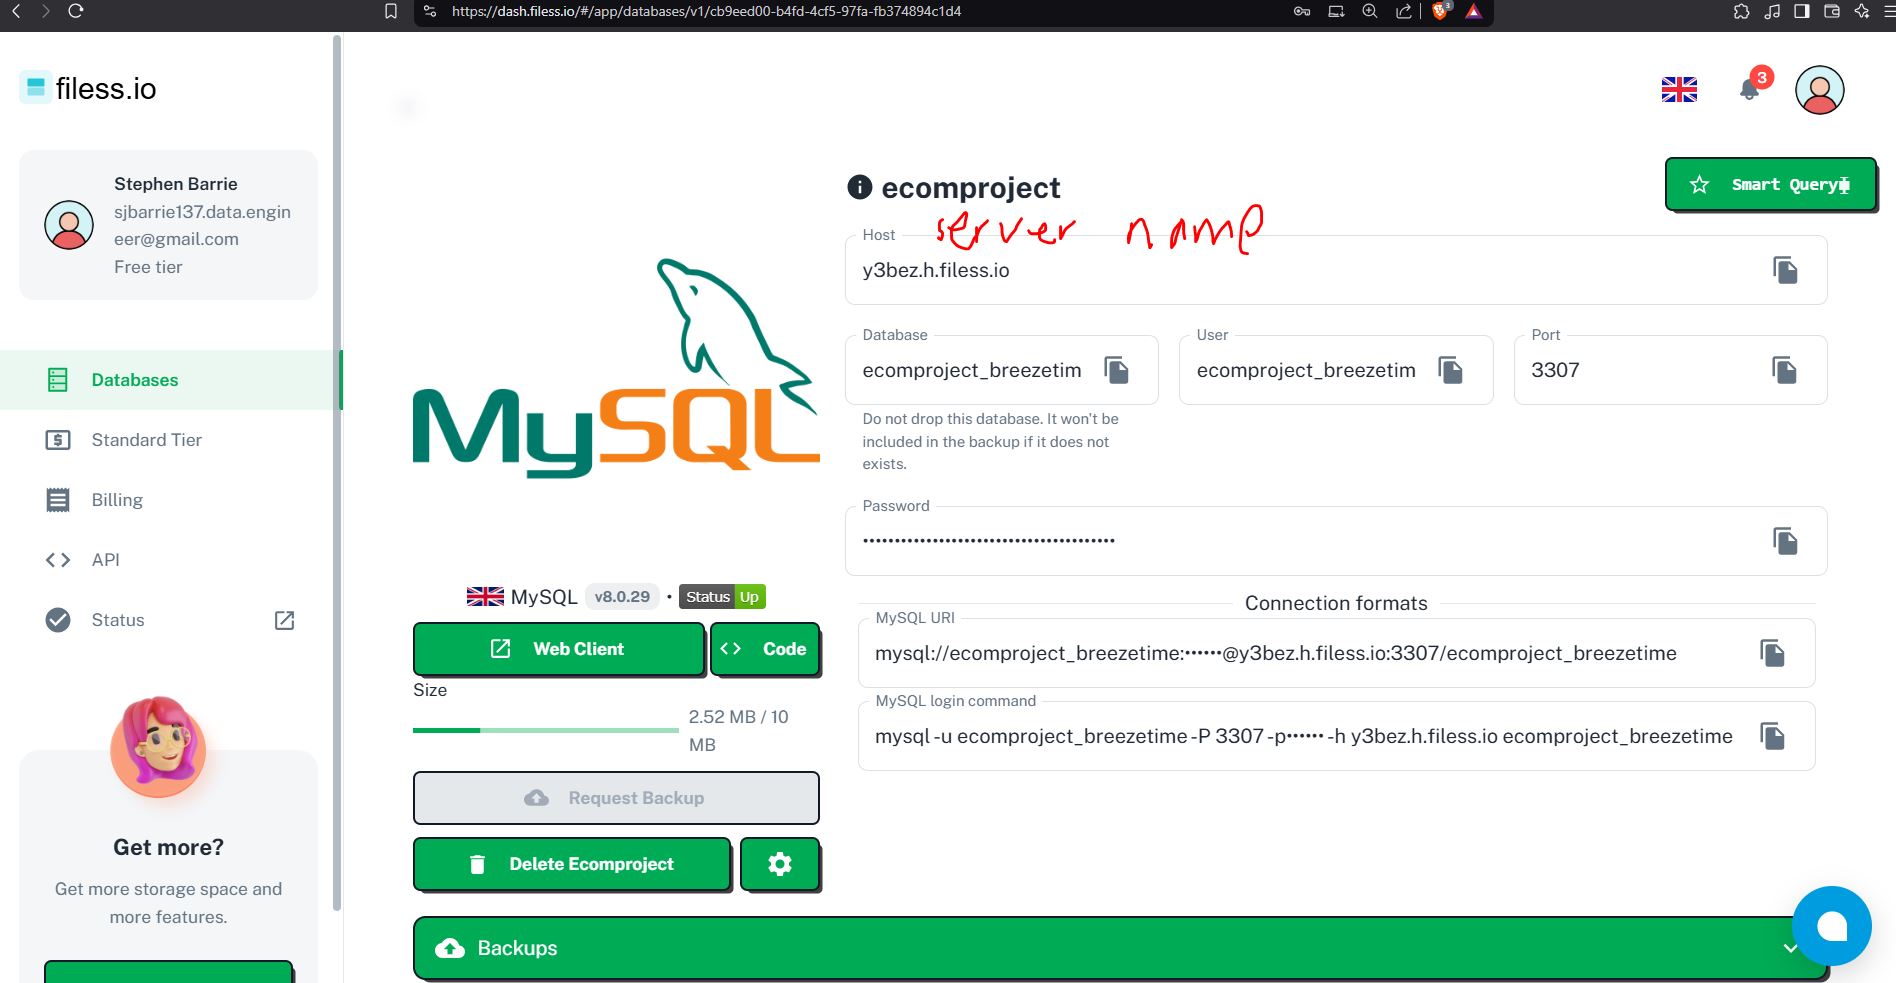 https://dash.filess.io/#/app/databases/v1/cb9eed00-b4fd-4cf5-97fa-fb374894c1d4
3
filess.io
3
Stephen Barrie
sjbarrie137.data.engin
eer@gmail.com
Free tier
Databases
Standard Tier
Billing
API
Status
Get more?
Get more storage space and
more features.
MySQL
MySQL v8.0.29 • Status Up
Web Client
Code
Size
2.52 MB / 10
MB
Request Backup
Delete Ecomproject
ecomproject
Smart Query
server name
Host
y3bez.h.filess.io
Database
ecomproject_breezetim
Do not drop this database. It won't be
included in the backup if it does not
exists.
User
ecomproject_breezetim
Port
3307
Password
••••••••••••••••••••••••••••••••••••••••
Connection formats
MySQL URI
mysql://ecomproject_breezetime:••••••@y3bez.h.filess.io:3307/ecomproject_breezetime
MySQL login command
mysql -u ecomproject_breezetime -P 3307 -p•••••• -h y3bez.h.filess.io ecomproject_breezetime
Backups